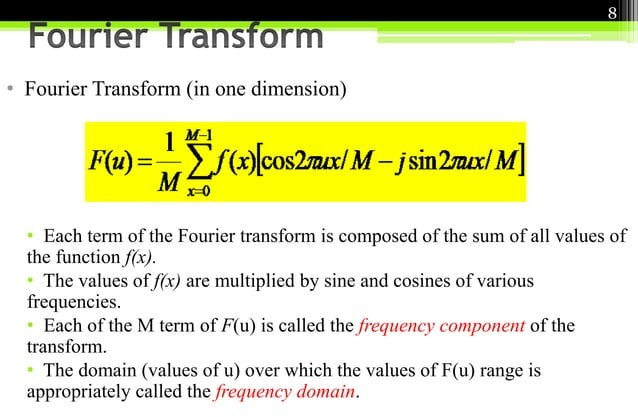 8
Fourier Transform
• Fourier Transform (in one dimension)
F(u) = 1/M ∑_{x=0}^{M–1} f(x)[cos2πux/M – j sin2πux/M]
• Each term of the Fourier transform is composed of the sum of all values of
the function f(x).
• The values of f(x) are multiplied by sine and cosines of various
frequencies.
• Each of the M term of F(u) is called the frequency component of the
transform.
• The domain (values of u) over which the values of F(u) range is
appropriately called the frequency domain.